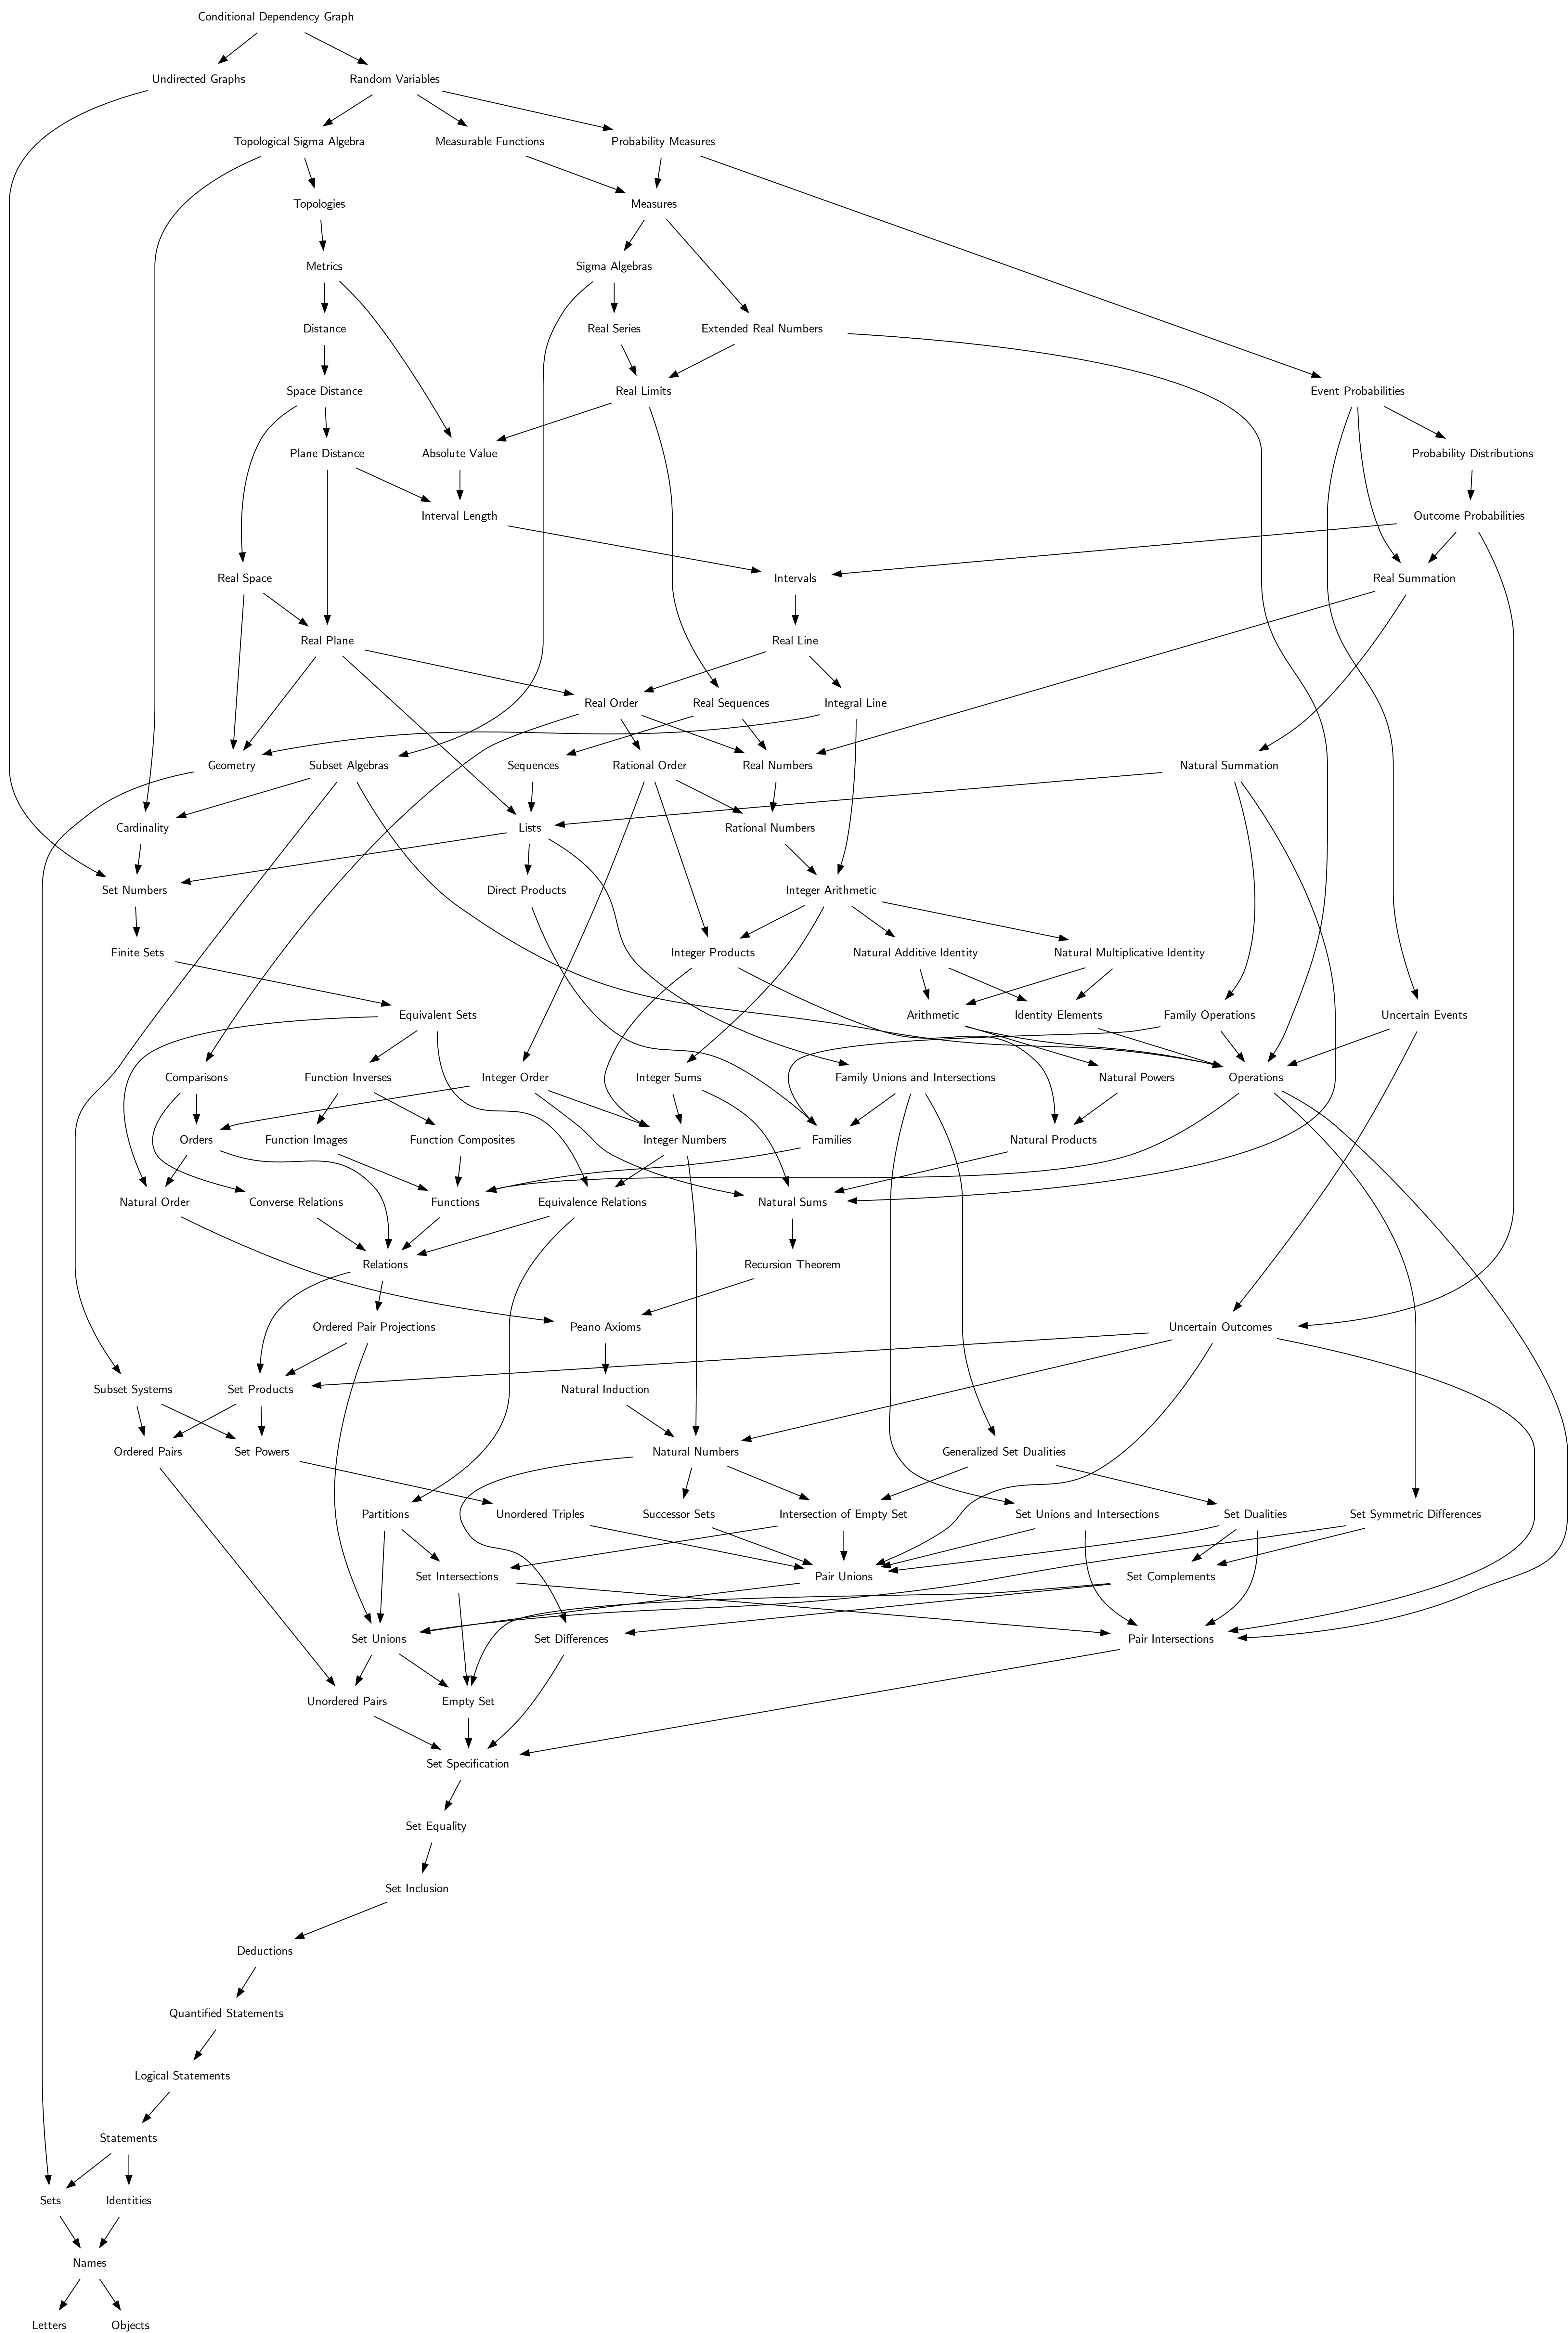 Conditional Dependency Graph
Undirected Graphs
Random Variables
Topological Sigma Algebra
Measurable Functions
Probability Measures
Topologies
Measures
Metrics
Sigma Algebras
Distance
Real Series
Extended Real Numbers
Space Distance
Real Limits
Event Probabilities
Plane Distance
Absolute Value
Probability Distributions
Interval Length
Outcome Probabilities
Real Space
Intervals
Real Summation
Real Plane
Real Line
Real Order
Real Sequences
Integral Line
Geometry
Subset Algebras
Sequences
Rational Order
Real Numbers
Natural Summation
Cardinality
Lists
Rational Numbers
Set Numbers
Direct Products
Integer Arithmetic
Finite Sets
Integer Products
Natural Additive Identity
Natural Multiplicative Identity
Equivalent Sets
Arithmetic
Identity Elements
Family Operations
Uncertain Events
Comparisons
Function Inverses
Integer Order
Integer Sums
Family Unions and Intersections
Natural Powers
Operations
Orders
Function Images
Function Composites
Integer Numbers
Families
Natural Products
Natural Order
Converse Relations
Functions
Equivalence Relations
Natural Sums
Relations
Recursion Theorem
Ordered Pair Projections
Peano Axioms
Uncertain Outcomes
Subset Systems
Set Products
Natural Induction
Ordered Pairs
Set Powers
Natural Numbers
Generalized Set Dualities
Partitions
Unordered Triples
Successor Sets
Intersection of Empty Set
Set Unions and Intersections
Set Dualities
Set Symmetric Differences
Set Intersections
Pair Unions
Set Complements
Set Unions
Set Differences
Pair Intersections
Unordered Pairs
Empty Set
Set Specification
Set Equality
Set Inclusion
Deductions
Quantified Statements
Logical Statements
Statements
Sets
Identities
Names
Letters
Objects